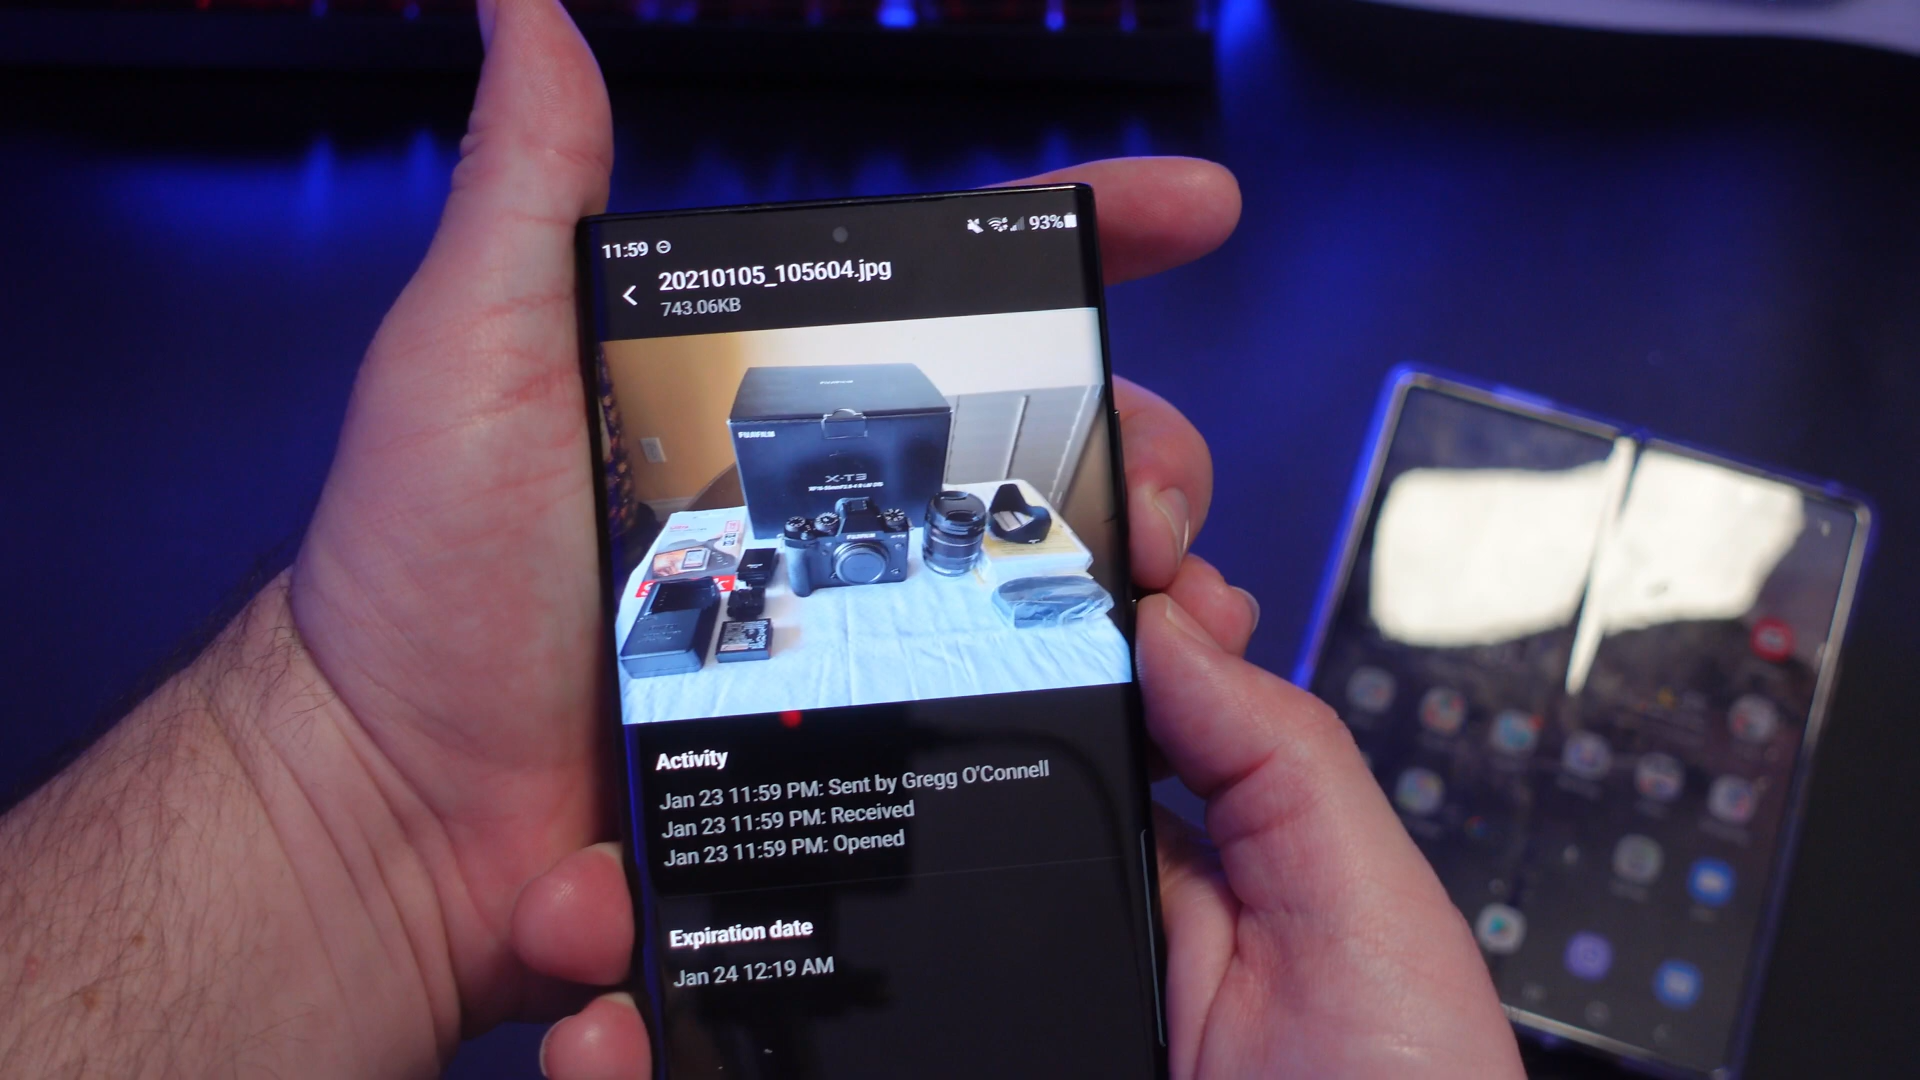 11:59 93%
20210105_105604.jpg
743.06KB
FUJIFILM
X-T3
FUJIFILM
Activity
Jan 23 11:59 PM: Sent by Gregg O'Connell
Jan 23 11:59 PM: Received
Jan 23 11:59 PM: Opened
Expiration date
Jan 24 12:19 AM